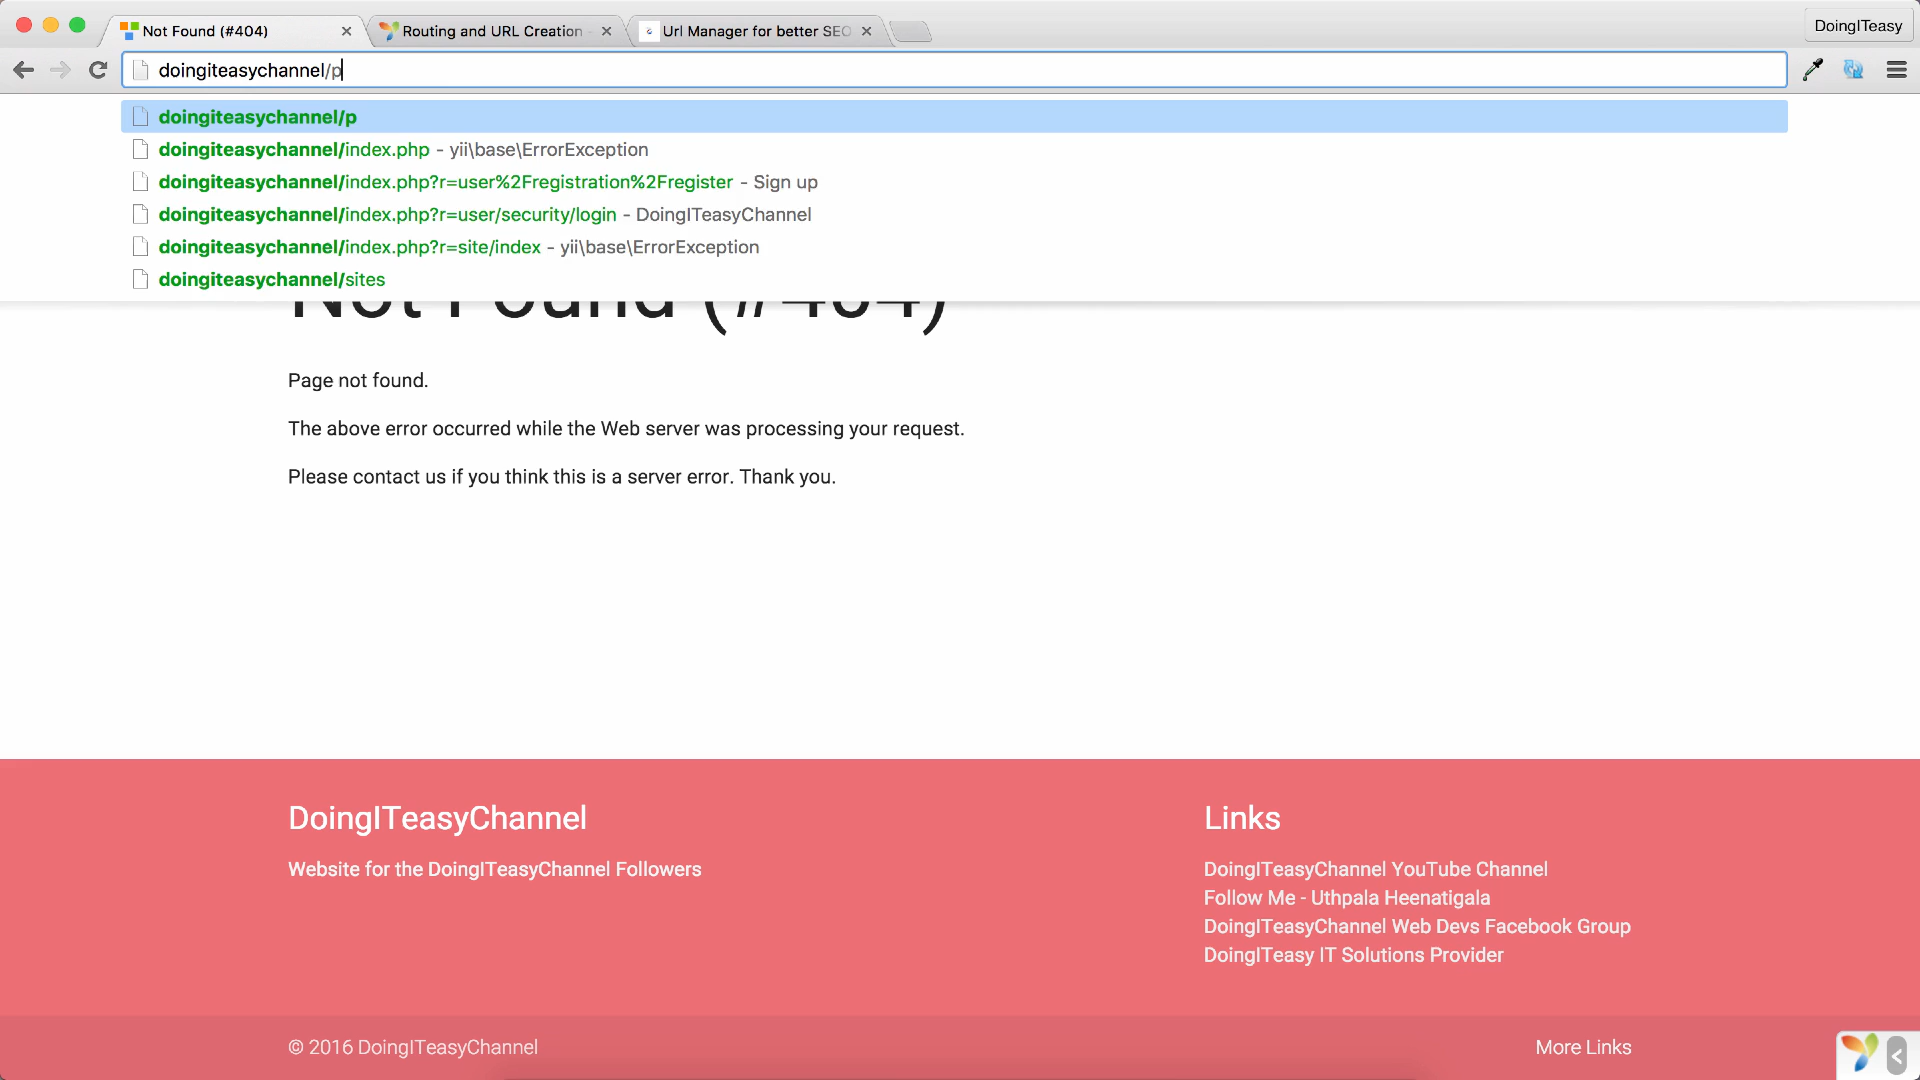 Not Found (#404)
Routing and URL Creation
Url Manager for better SEO
DoingITeasy
doingiteasychannel/p
doingiteasychannel/p
doingiteasychannel/index.php - yii\base\ErrorException
doingiteasychannel/index.php?r=user%2Fregistration%2Fregister - Sign up
doingiteasychannel/index.php?r=user/security/login - DoingITeasyChannel
doingiteasychannel/index.php?r=site/index - yii\base\ErrorException
doingiteasychannel/sites
Not Found (#404)
Page not found.
The above error occurred while the Web server was processing your request.
Please contact us if you think this is a server error. Thank you.
DoingITeasyChannel
Website for the DoingITeasyChannel Followers
Links
DoingITeasyChannel YouTube Channel
Follow Me - Uthpala Heenatigala
DoingITeasyChannel Web Devs Facebook Group
DoingITeasy IT Solutions Provider
© 2016 DoingITeasyChannel
More Links